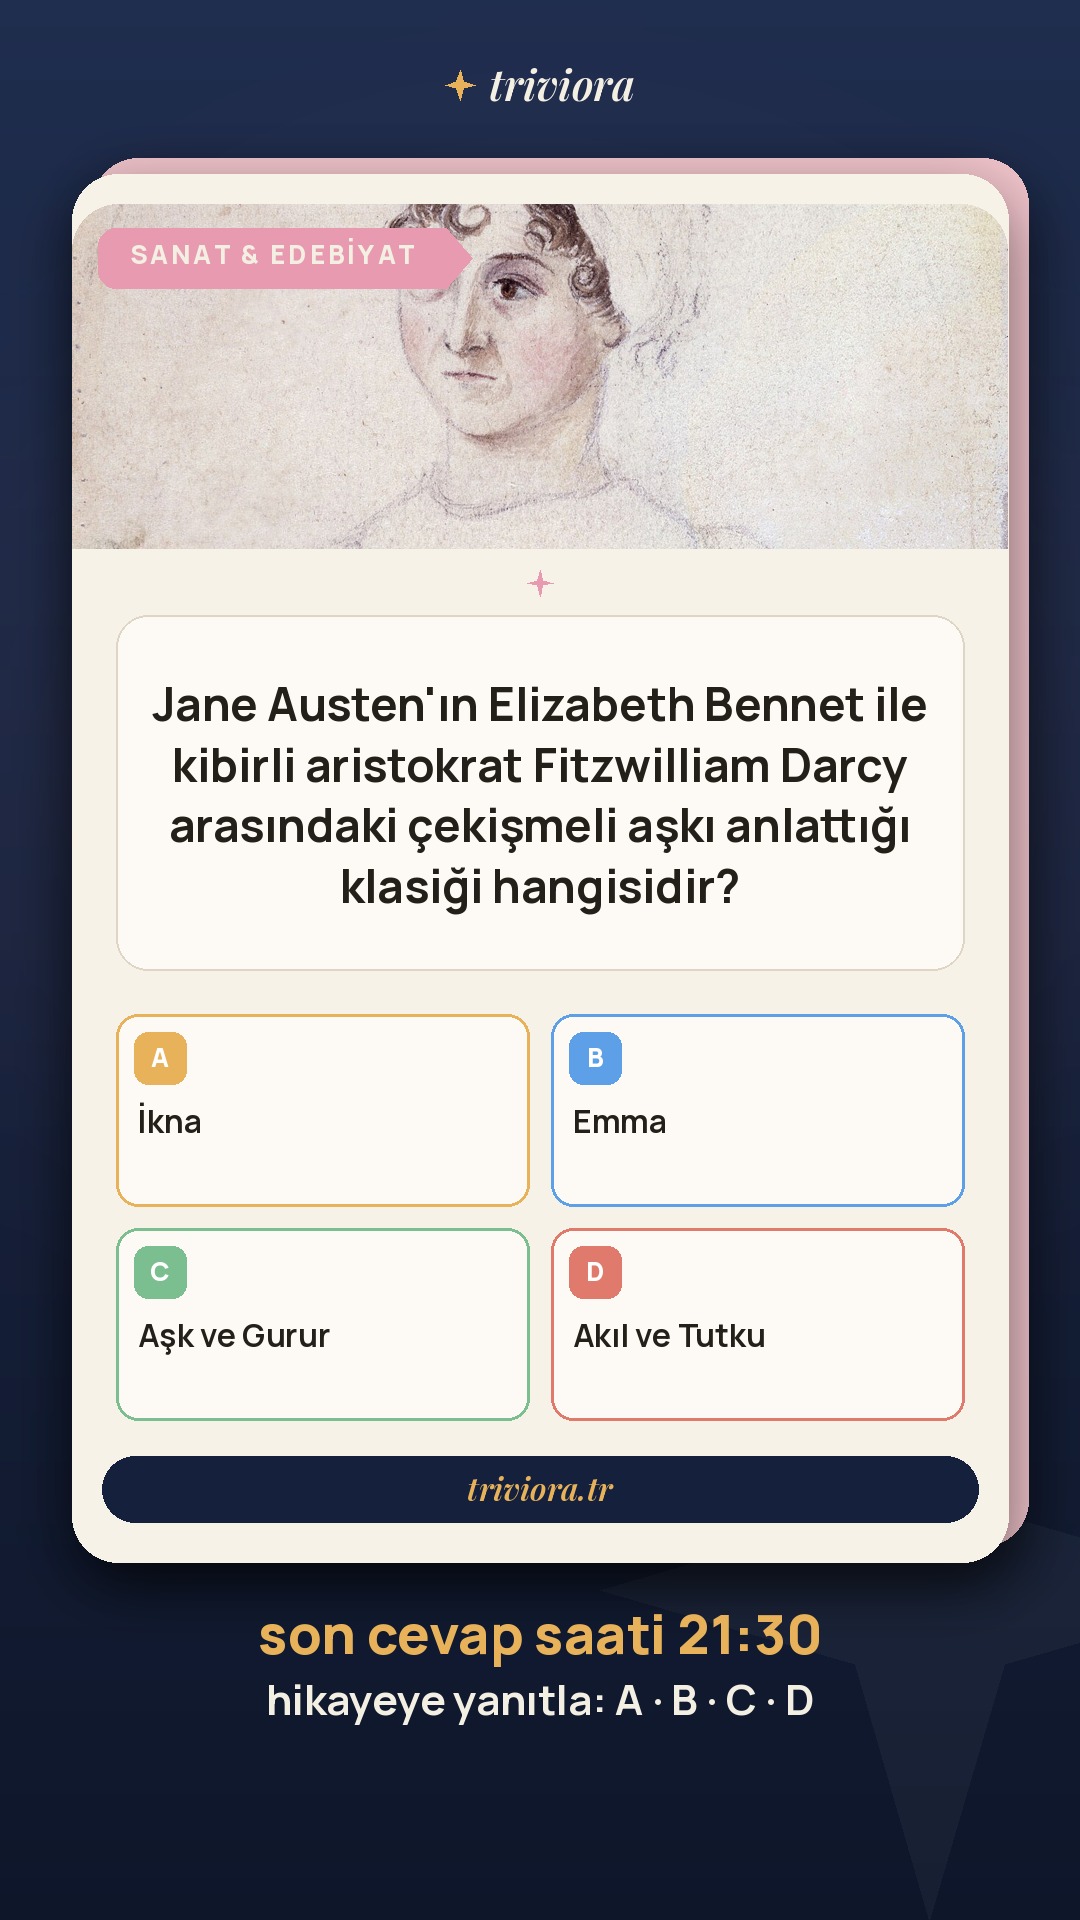 triviora
SANAT & EDEBİYAT
Jane Austen'ın Elizabeth Bennet ile
kibirli aristokrat Fitzwilliam Darcy
arasındaki çekişmeli aşkı anlattığı
klasiği hangisidir?
A
İkna
B
Emma
C
Aşk ve Gurur
D
Akıl ve Tutku
triviora.tr
son cevap saati 21:30
hikayeye yanıtla: A · B · C · D